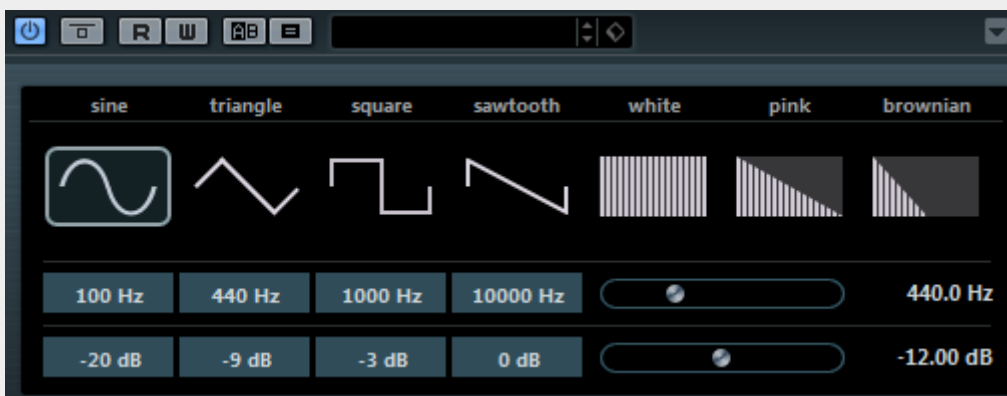 R W AB
sine triangle square sawtooth white pink brownian
100 Hz 440 Hz 1000 Hz 10000 Hz 440.0 Hz
-20 dB -9 dB -3 dB 0 dB -12.00 dB